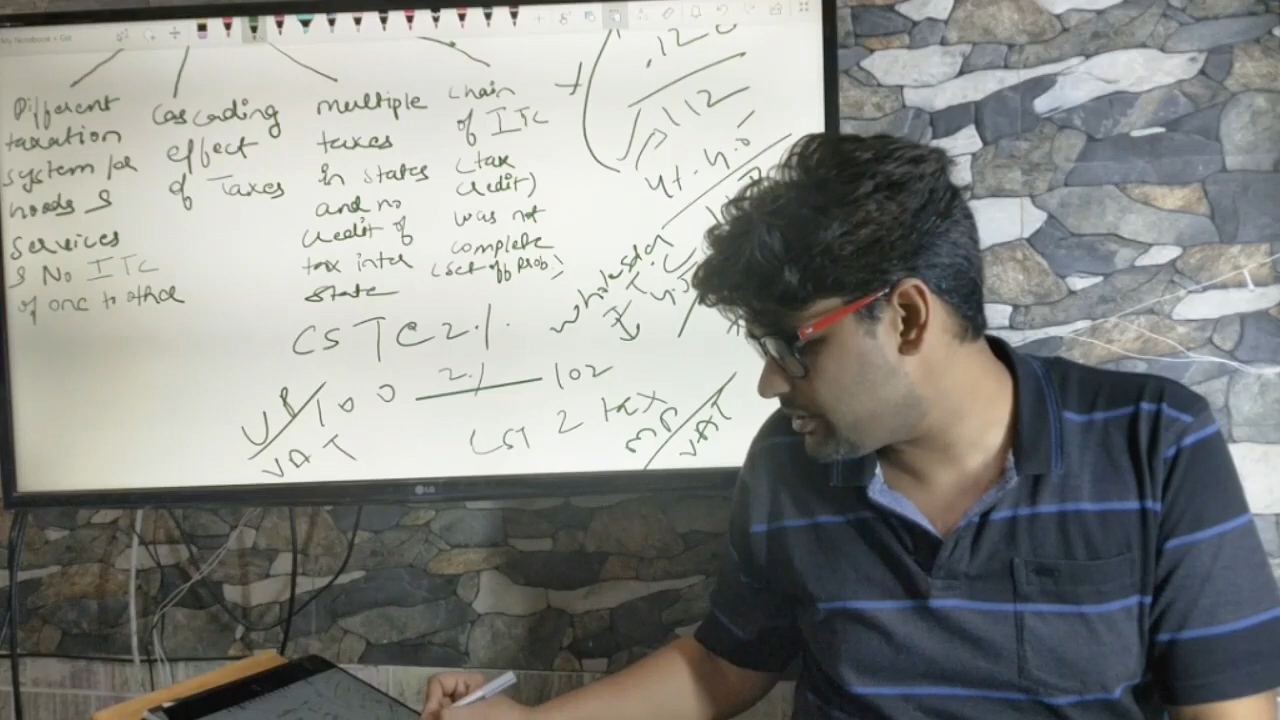 My Notebook
Different
taxation
system for
Goods &
services
& No ITC
of one to other
Cascading
effect
of Taxes
multiple
taxes
in states
and no
credit of
tax inter
state
chain
of ITC
(tax
credit)
was not
complete
(set off Prob)
+
112
wholesaler
CST C 2%
UP
VAT
100
2%
102
CST 2 tax
MP
VAT
LG